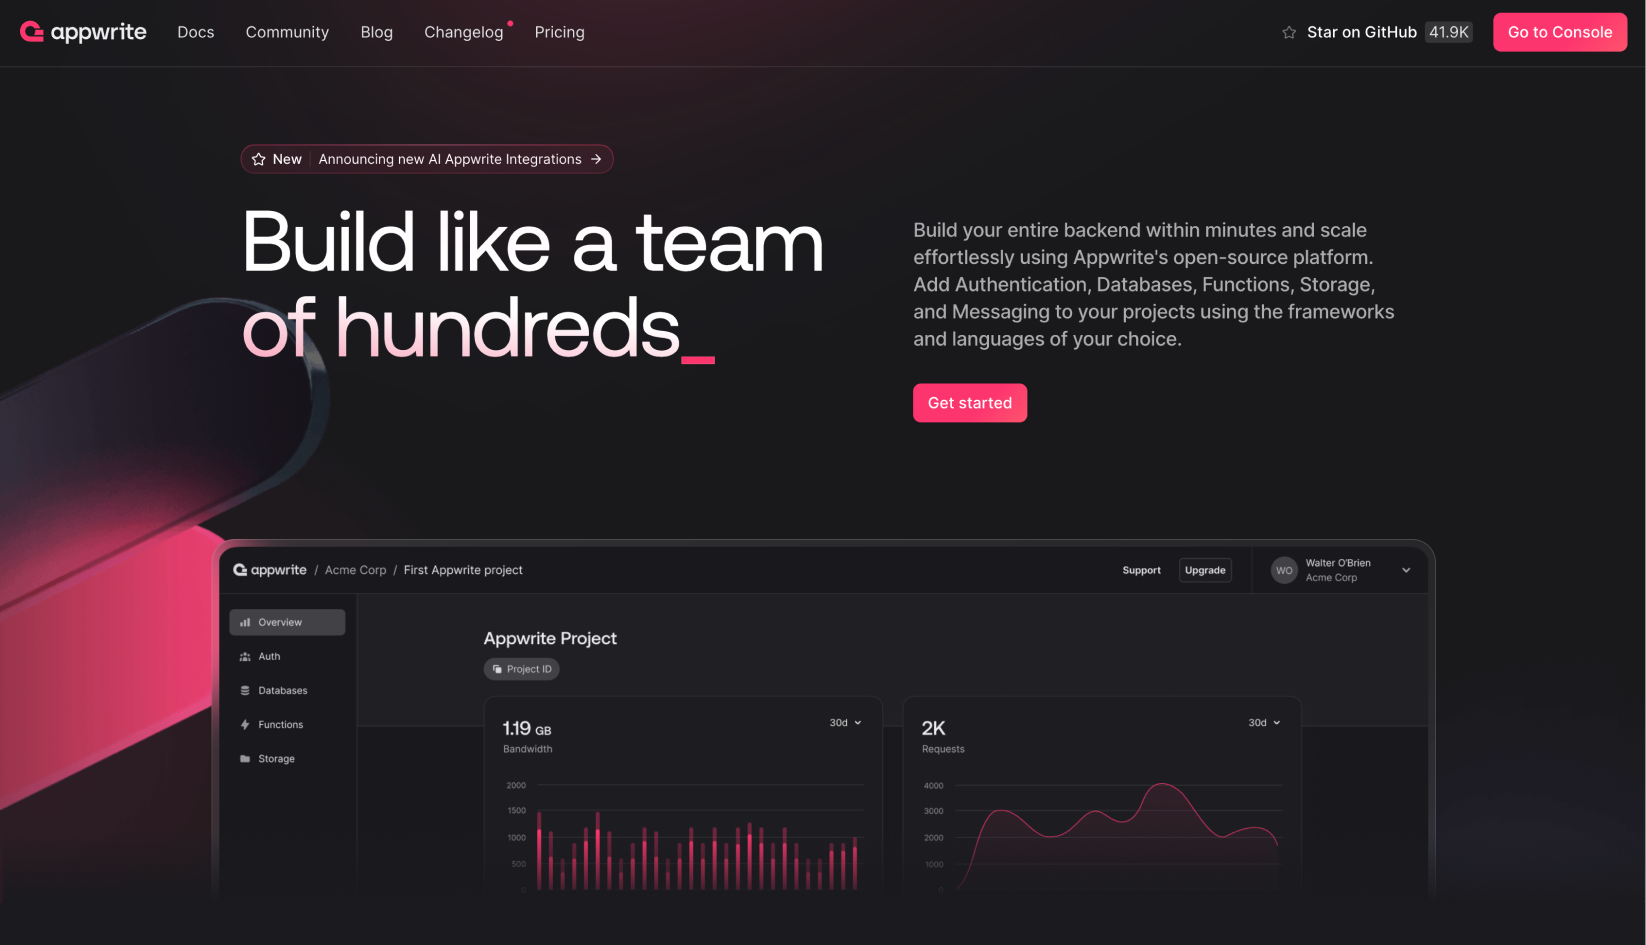 appwrite
Docs
Community
Blog
Changelog
Pricing
Star on GitHub 41.9K
Go to Console
New
Announcing new AI Appwrite Integrations →
Build like a team
of hundreds_
Build your entire backend within minutes and scale
effortlessly using Appwrite's open-source platform.
Add Authentication, Databases, Functions, Storage,
and Messaging to your projects using the frameworks
and languages of your choice.
Get started
appwrite / Acme Corp / First Appwrite project
Support
Upgrade
WO
Walter O'Brien
Acme Corp
Overview
Auth
Databases
Functions
Storage
Appwrite Project
Project ID
1.19 GB
Bandwidth
30d
2000
1500
1000
500
0
2K
Requests
30d
4000
3000
2000
1000
0